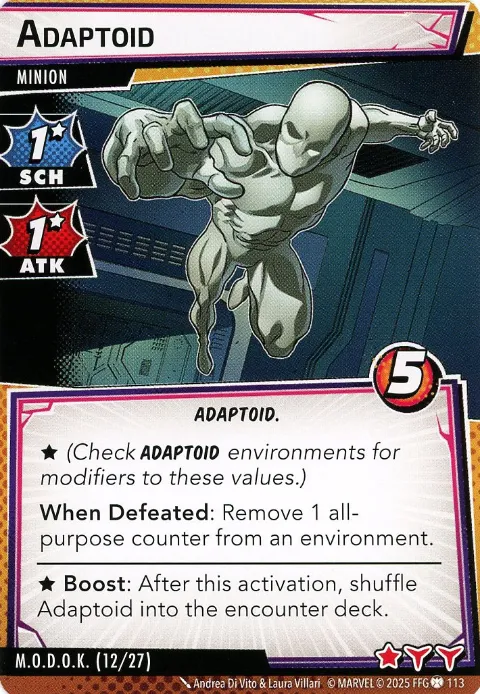 ADAPTOID
MINION
1★
SCH
1★
ATK
5
ADAPTOID.
★ (Check ADAPTOID environments for
modifiers to these values.)
When Defeated: Remove 1 all-
purpose counter from an environment.
★ Boost: After this activation, shuffle
Adaptoid into the encounter deck.
M.O.D.O.K. (12/27)
Andrea Di Vito & Laura Villari © MARVEL © 2025 FFG 113